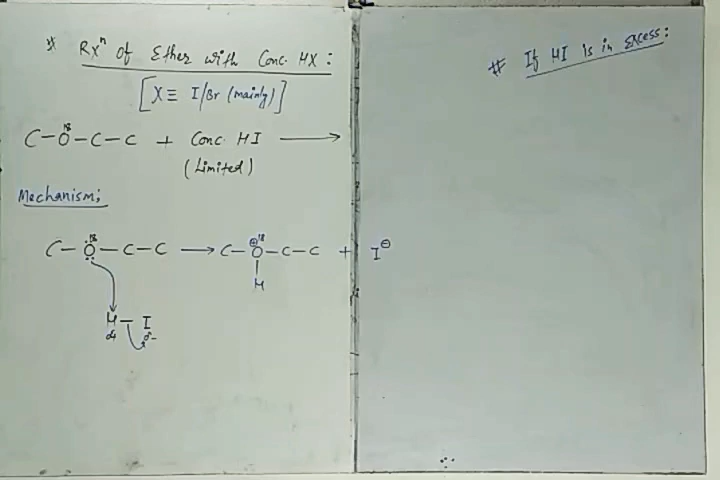 * Rxⁿ of Ether with Conc. HX :
[X ≡ I/Br (mainly)]
C-O¹⁸-C-C + Conc. HI →
(Limited)
Mechanism;
C-Ö¹⁸-C-C → C-O⊕¹⁸-C-C + I⊖
H
H - I
δ+ δ-
# If HI is in excess: